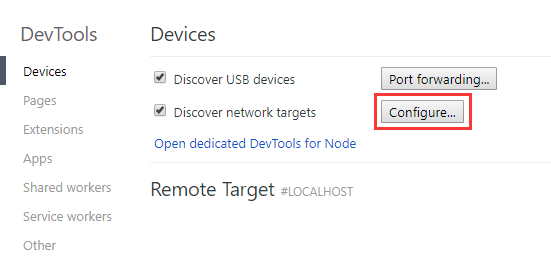 DevTools
Devices
Pages
Extensions
Apps
Shared workers
Service workers
Other
Devices
Discover USB devices
Port forwarding...
Discover network targets
Configure...
Open dedicated DevTools for Node
Remote Target #LOCALHOST